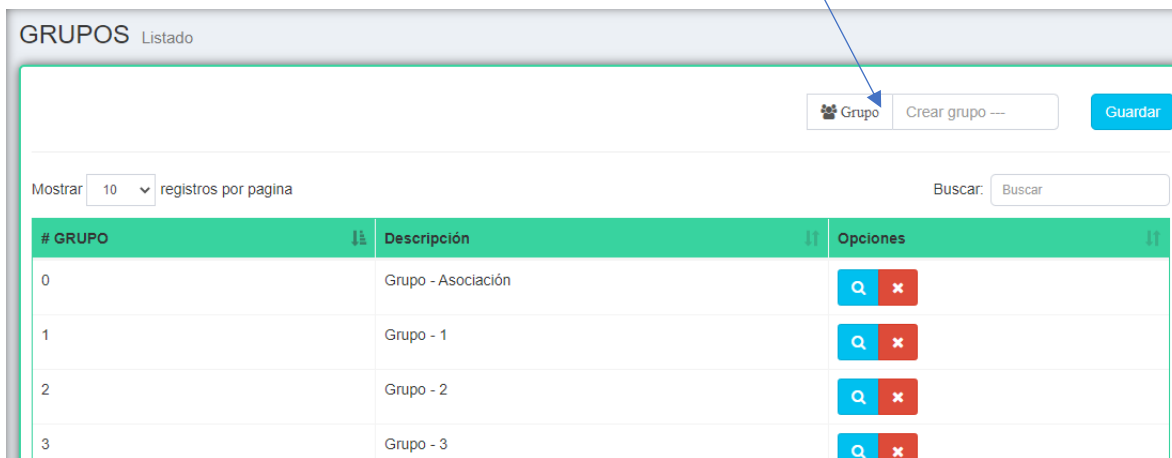 GRUPOS Listado
Grupo Crear grupo --- Guardar
Mostrar 10 registros por pagina Buscar: Buscar
# GRUPO Descripción Opciones
0 Grupo - Asociación
1 Grupo - 1
2 Grupo - 2
3 Grupo - 3